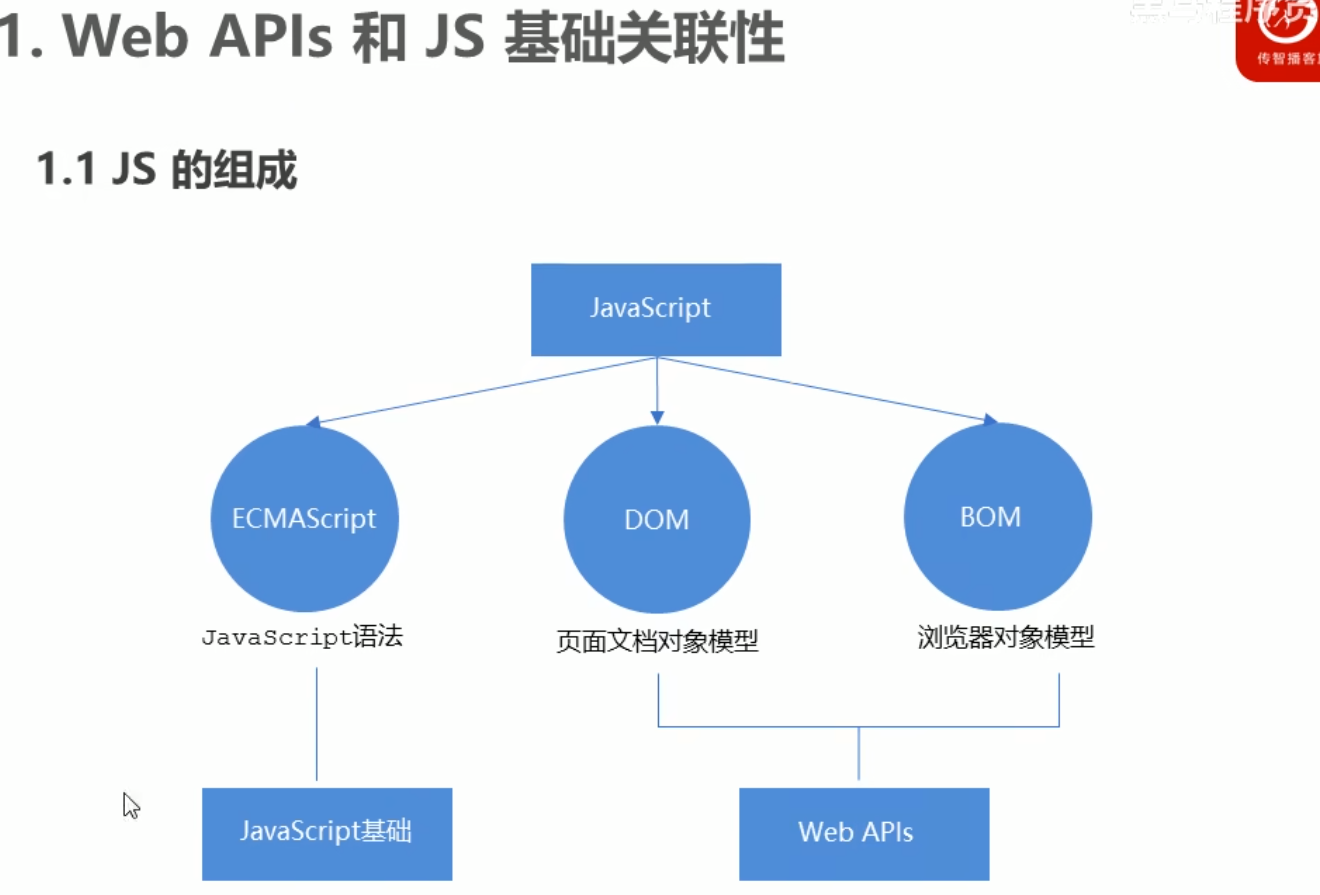 1. Web APIs 和 JS 基础关联性
传智播客
1.1 JS 的组成
JavaScript
ECMAScript
DOM
BOM
JavaScript语法
页面文档对象模型
浏览器对象模型
JavaScript基础
Web APIs